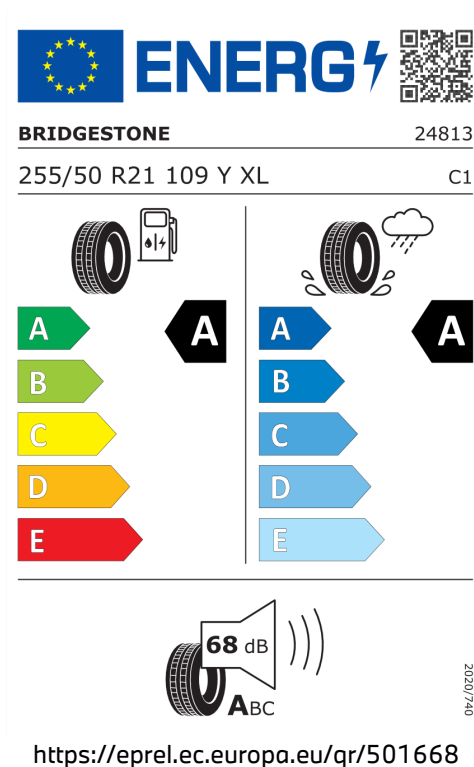 ENERG
BRIDGESTONE 24813
255/50 R21 109 Y XL C1
A A
B
C
D
E
A A
B
C
D
E
68 dB
ABC
2020/740
https://eprel.ec.europa.eu/qr/501668